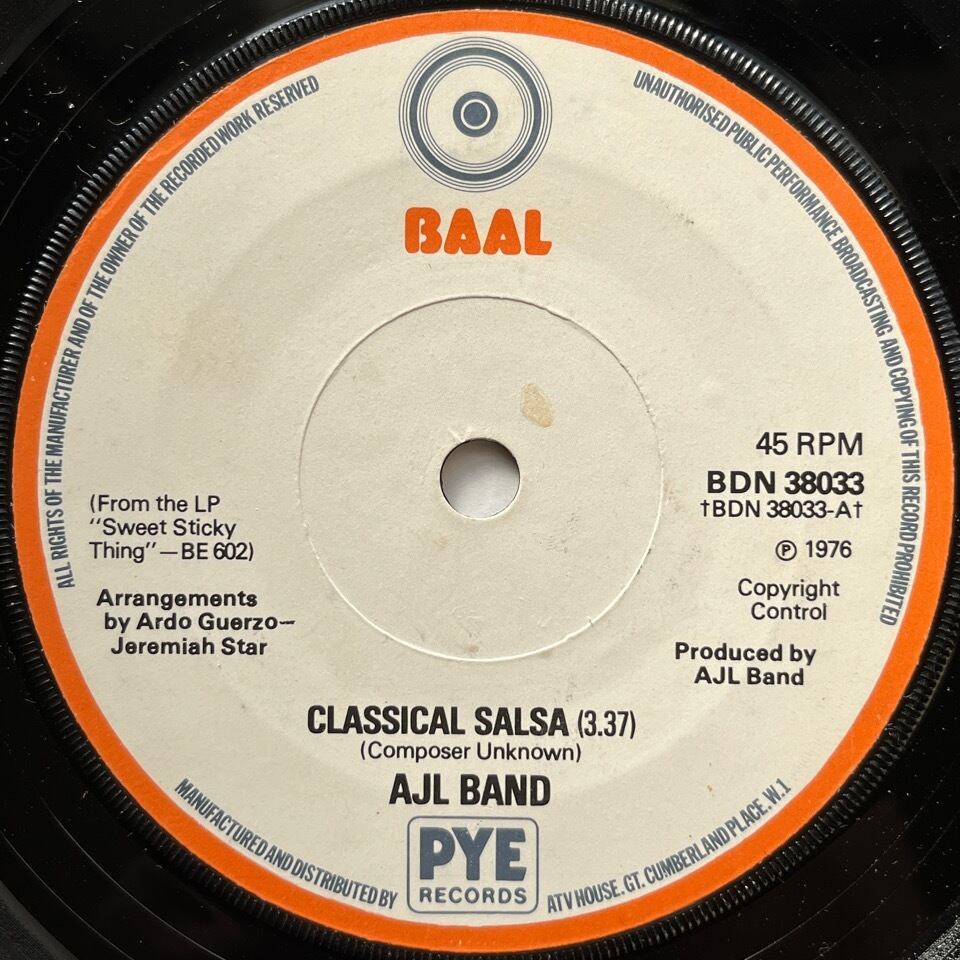 ALL RIGHTS OF THE MANUFACTURER AND OF THE OWNER OF THE RECORDED WORK RESERVED
UNAUTHORISED PUBLIC PERFORMANCE BROADCASTING AND COPYING OF THIS RECORD PROHIBITED
BAAL
45 RPM
BDN 38033
†BDN 38033-A†
℗ 1976
Copyright
Control
Produced by
AJL Band
(From the LP
"Sweet Sticky
Thing"—BE 602)
Arrangements
by Ardo Guerzo—
Jeremiah Star
CLASSICAL SALSA (3.37)
(Composer Unknown)
AJL BAND
MANUFACTURED AND DISTRIBUTED BY
PYE
RECORDS
ATV HOUSE. GT. CUMBERLAND PLACE. W.1